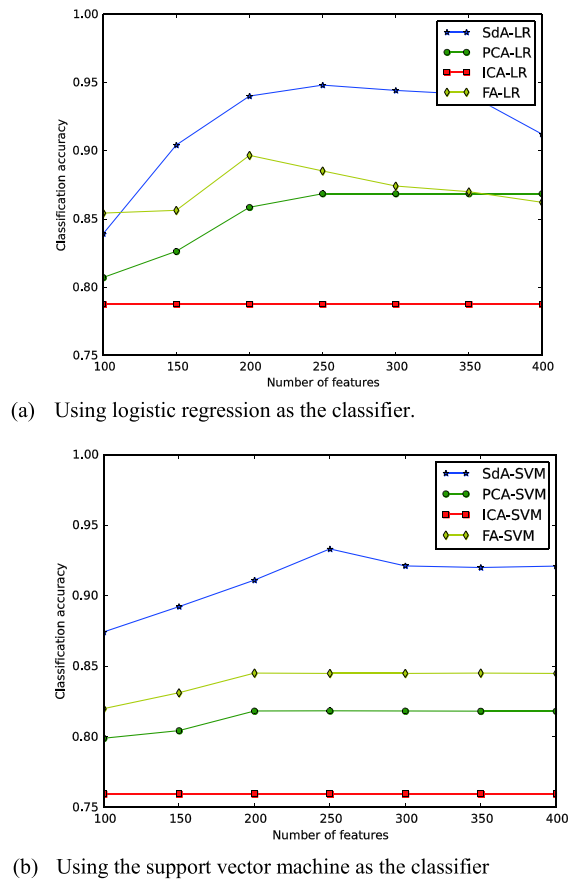 1.00
0.95
0.90
0.85
0.80
0.75
Classification accuracy
SdA-LR
PCA-LR
ICA-LR
FA-LR
100 150 200 250 300 350 400
Number of features
(a) Using logistic regression as the classifier.
1.00
0.95
0.90
0.85
0.80
0.75
Classification accuracy
SdA-SVM
PCA-SVM
ICA-SVM
FA-SVM
100 150 200 250 300 350 400
Number of features
(b) Using the support vector machine as the classifier